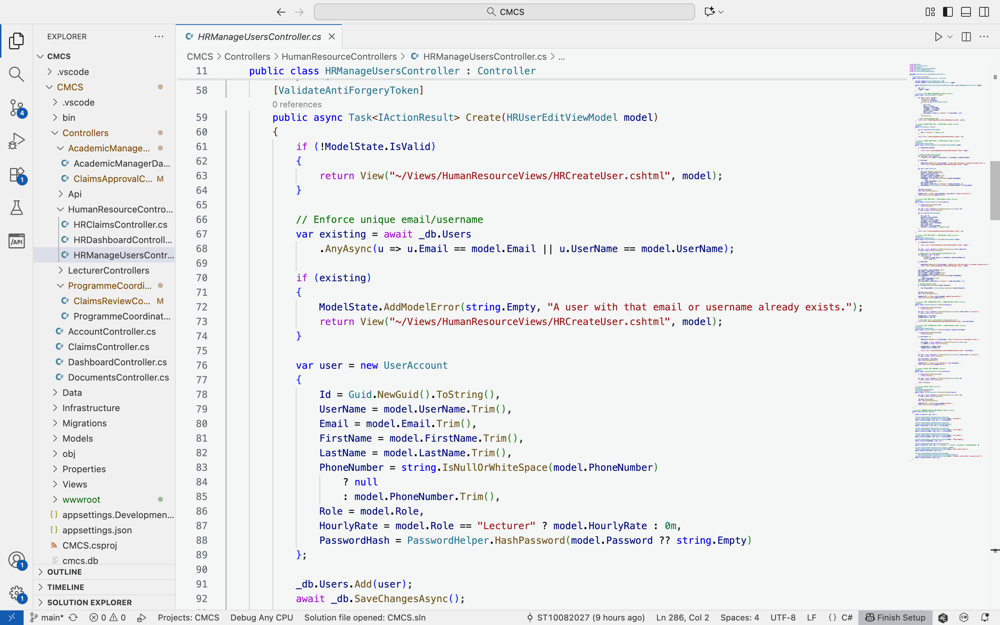 CMCS
EXPLORER
CMCS
.vscode
CMCS
.vscode
bin
Controllers
AcademicManage...
AcademicManagerDa...
ClaimsApprovalC... M
Api
HumanResourceContro...
HRClaimsController.cs
HRDashboardControll...
HRManageUsersContr...
LecturerControllers
ProgrammeCoordi...
ClaimsReviewCo... M
ProgrammeCoordinat...
AccountController.cs
ClaimsController.cs
DashboardController.cs
DocumentsController.cs
Data
Infrastructure
Migrations
Models
obj
Properties
Views
wwwroot
appsettings.Developmen...
appsettings.json
CMCS.csproj
cmcs.db
OUTLINE
TIMELINE
SOLUTION EXPLORER
4
1
/API
1
1
C# HRManageUsersController.cs
CMCS > Controllers > HumanResourceControllers > C# HRManageUsersController.cs > ...
11 public class HRManageUsersController : Controller
58 [ValidateAntiForgeryToken]
0 references
59 public async Task<IActionResult> Create(HRUserEditViewModel model)
60 {
61 if (!ModelState.IsValid)
62 {
63 return View("~/Views/HumanResourceViews/HRCreateUser.cshtml", model);
64 }
65
66 // Enforce unique email/username
67 var existing = await _db.Users
68 .AnyAsync(u => u.Email == model.Email || u.UserName == model.UserName);
69
70 if (existing)
71 {
72 ModelState.AddModelError(string.Empty, "A user with that email or username already exists.");
73 return View("~/Views/HumanResourceViews/HRCreateUser.cshtml", model);
74 }
75
76 var user = new UserAccount
77 {
78 Id = Guid.NewGuid().ToString(),
79 UserName = model.UserName.Trim(),
80 Email = model.Email.Trim(),
81 FirstName = model.FirstName.Trim(),
82 LastName = model.LastName.Trim(),
83 PhoneNumber = string.IsNullOrWhiteSpace(model.PhoneNumber)
84 ? null
85 : model.PhoneNumber.Trim(),
86 Role = model.Role,
87 HourlyRate = model.Role == "Lecturer" ? model.HourlyRate : 0m,
88 PasswordHash = PasswordHelper.HashPassword(model.Password ?? string.Empty)
89 };
90
91 _db.Users.Add(user);
92 await _db.SaveChangesAsync();
main* 0 0 Projects: CMCS Debug Any CPU Solution file opened: CMCS.sln ST10082027 (9 hours ago) Ln 286, Col 2 Spaces: 4 UTF-8 LF {} C# Finish Setup